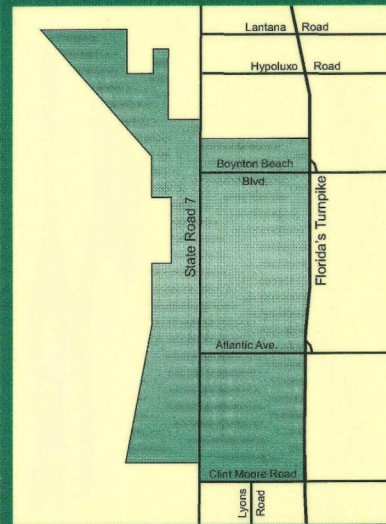 Lantana Road
Hypoluxo Road
Boynton Beach
Blvd.
State Road 7
Florida's Turnpike
Atlantic Ave.
Clint Moore Road
Lyons
Road